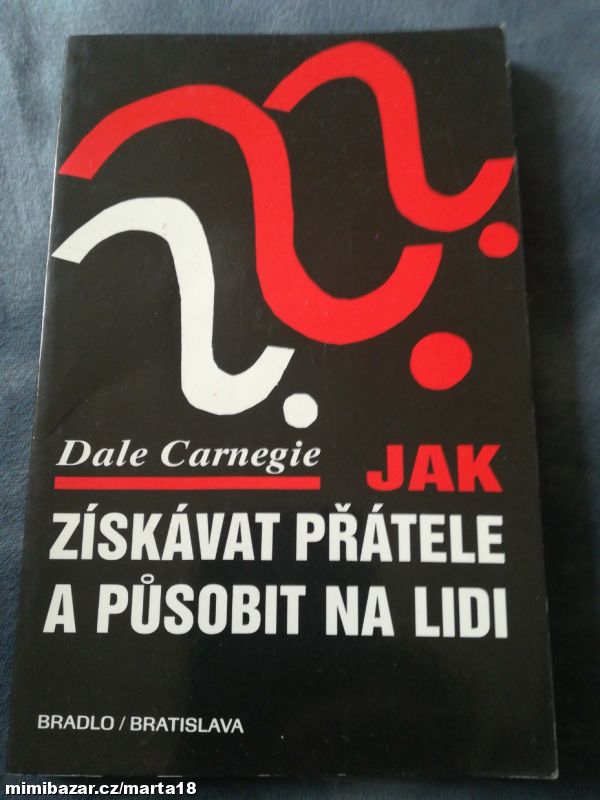 Dale Carnegie JAK
ZÍSKÁVAT PŘÁTELE
A PŮSOBIT NA LIDI
BRADLO / BRATISLAVA
mimibazar.cz/marta18